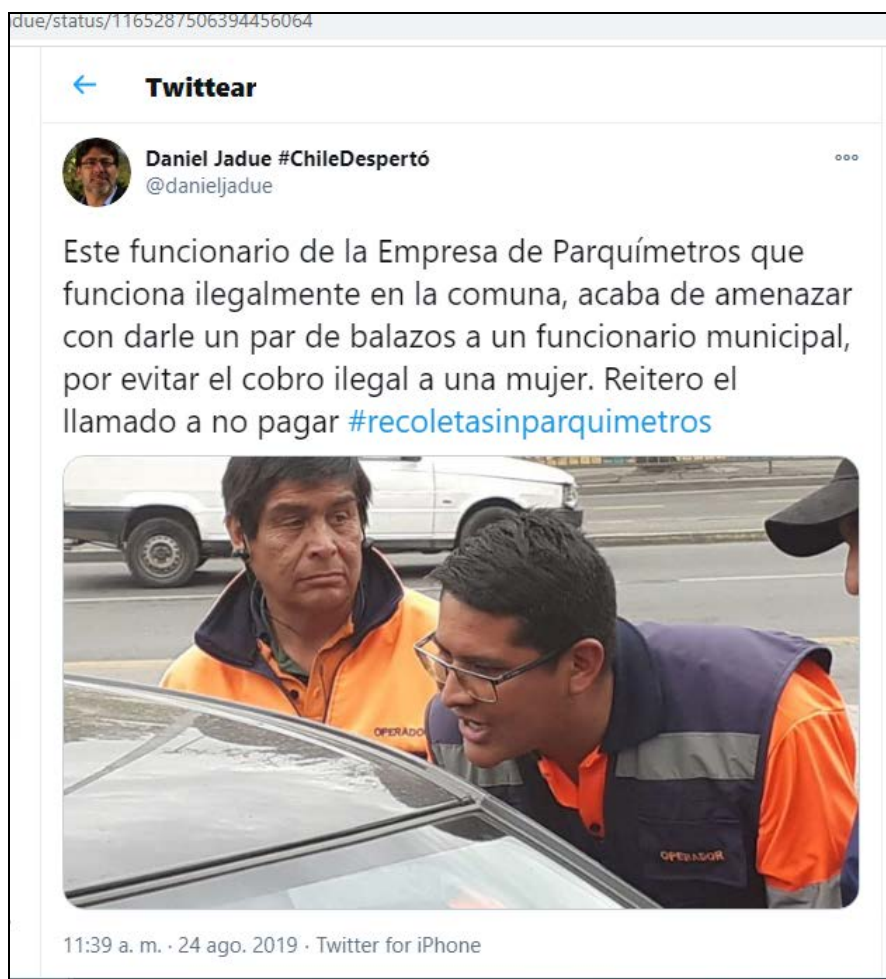 due/status/1165287506394456064
Twittear
Daniel Jadue #ChileDespertó
@danieljadue
Este funcionario de la Empresa de Parquímetros que
funciona ilegalmente en la comuna, acaba de amenazar
con darle un par de balazos a un funcionario municipal,
por evitar el cobro ilegal a una mujer. Reitero el
llamado a no pagar #recoletasinparquimetros
OPERADO
OPERADOR
11:39 a. m. · 24 ago. 2019 · Twitter for iPhone